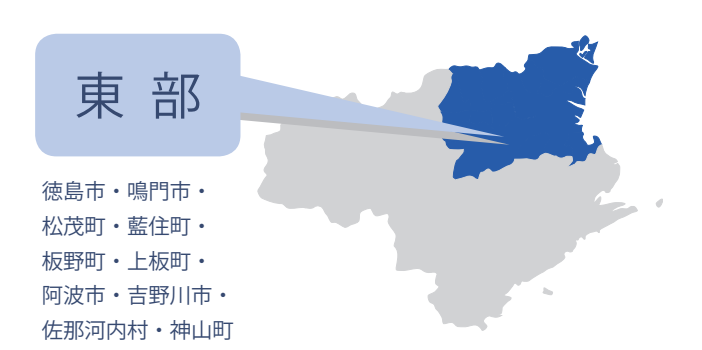 東 部
徳島市・鳴門市・
松茂町・藍住町・
板野町・上板町・
阿波市・吉野川市・
佐那河内村・神山町